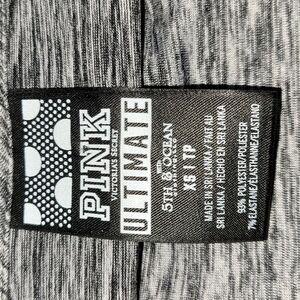 PINK
VICTORIA'S SECRET
ULTIMATE
5TH & OCEAN
XS | TP
MADE IN SRI LANKA / FAIT AU
SRI LANKA / HECHO EN SRI LANKA
93% POLYESTER/POLIESTER
7% ELASTANE/ELASTHANNE/ELASTANO